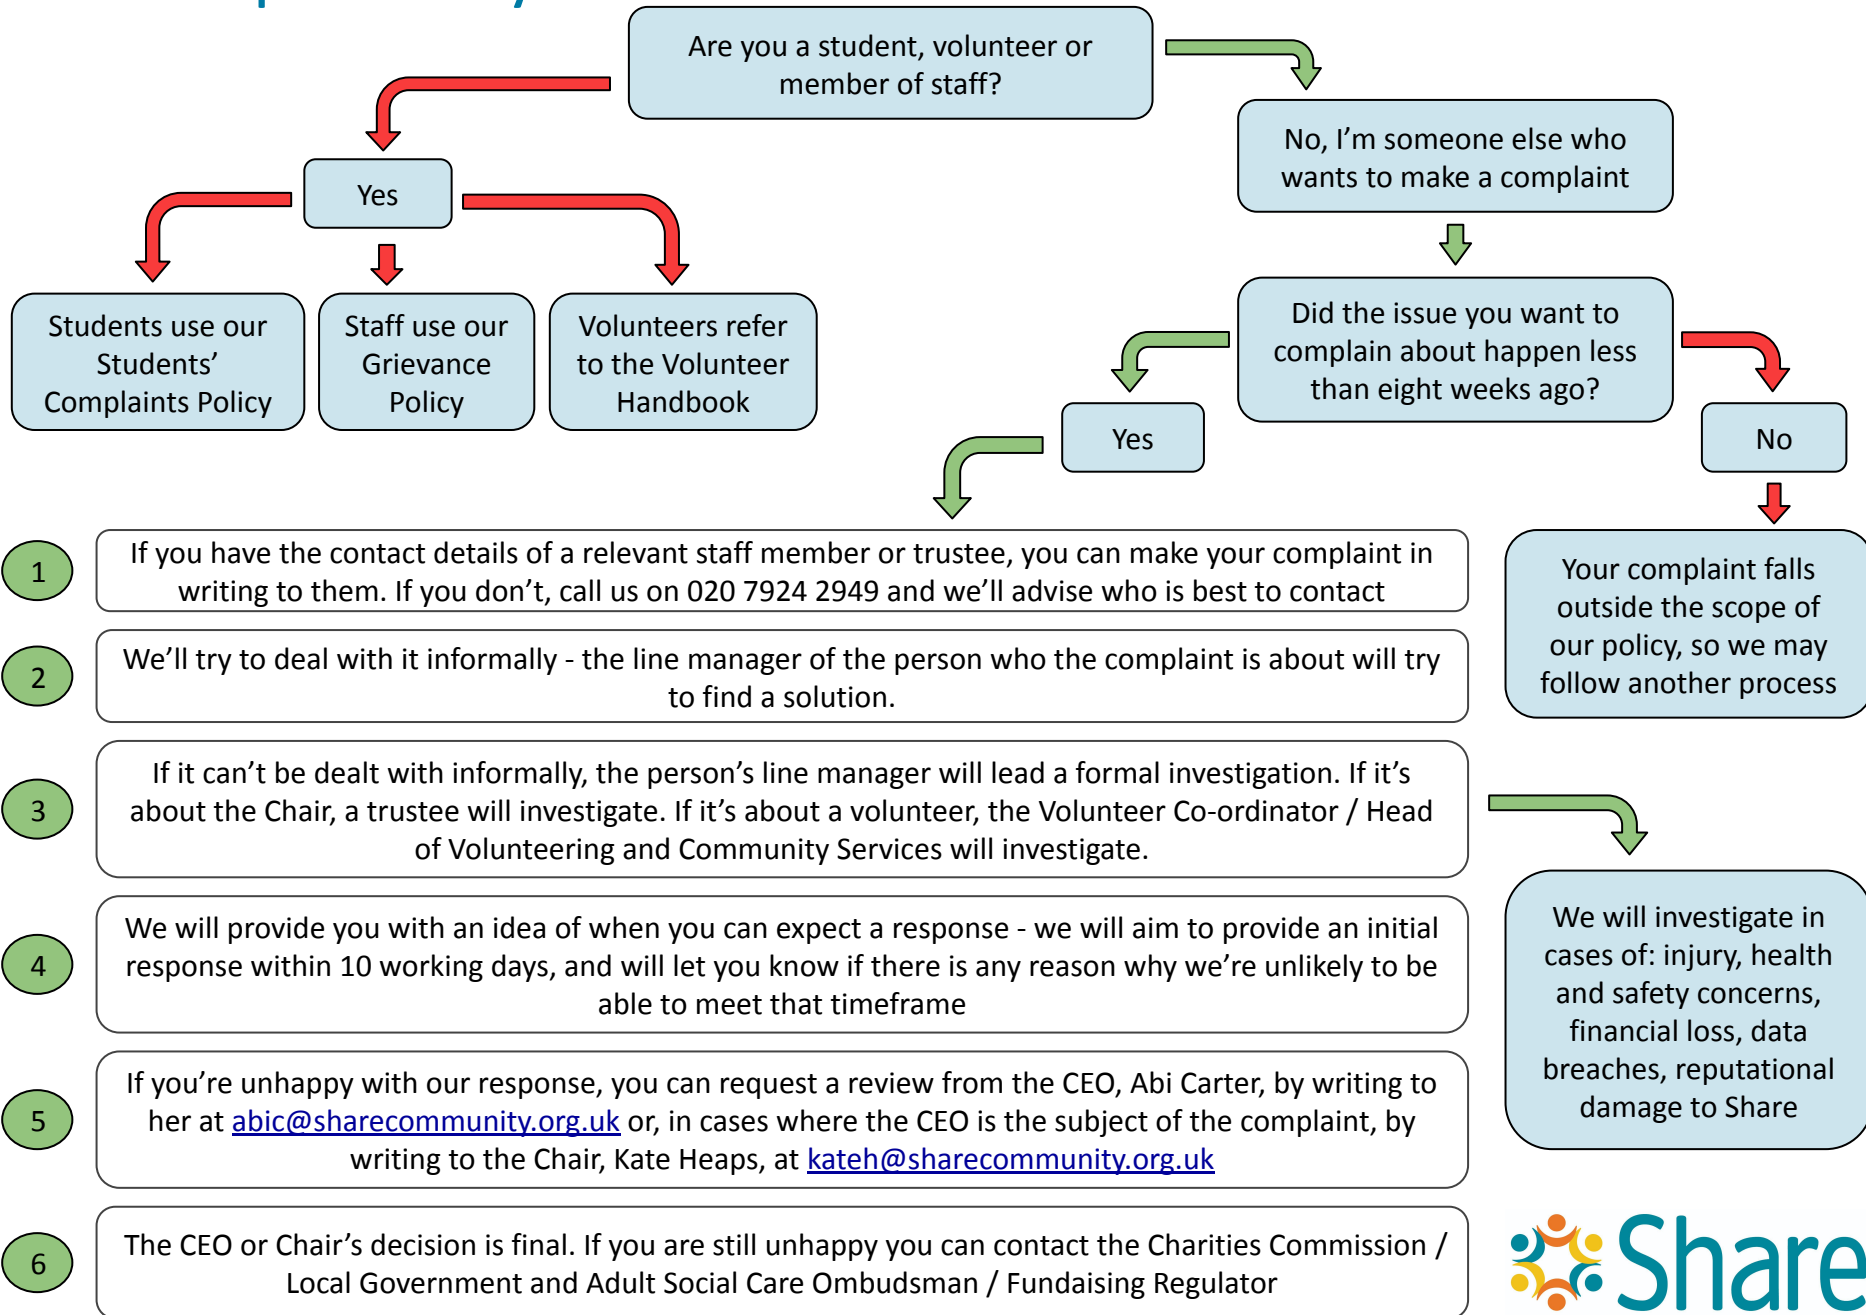 Are you a student, volunteer or
member of staff?
No, I'm someone else who
wants to make a complaint
Yes
Students use our
Students'
Complaints Policy
Staff use our
Grievance
Policy
Volunteers refer
to the Volunteer
Handbook
Did the issue you want to
complain about happen less
than eight weeks ago?
Yes
No
1
If you have the contact details of a relevant staff member or trustee, you can make your complaint in
writing to them. If you don't, call us on 020 7924 2949 and we'll advise who is best to contact
Your complaint falls
outside the scope of
our policy, so we may
follow another process
2
We'll try to deal with it informally - the line manager of the person who the complaint is about will try
to find a solution.
3
If it can't be dealt with informally, the person's line manager will lead a formal investigation. If it's
about the Chair, a trustee will investigate. If it's about a volunteer, the Volunteer Co-ordinator / Head
of Volunteering and Community Services will investigate.
We will investigate in
cases of: injury, health
and safety concerns,
financial loss, data
breaches, reputational
damage to Share
4
We will provide you with an idea of when you can expect a response - we will aim to provide an initial
response within 10 working days, and will let you know if there is any reason why we're unlikely to be
able to meet that timeframe
5
If you're unhappy with our response, you can request a review from the CEO, Abi Carter, by writing to
her at abic@sharecommunity.org.uk or, in cases where the CEO is the subject of the complaint, by
writing to the Chair, Kate Heaps, at kateh@sharecommunity.org.uk
6
The CEO or Chair's decision is final. If you are still unhappy you can contact the Charities Commission /
Local Government and Adult Social Care Ombudsman / Fundaising Regulator
Share